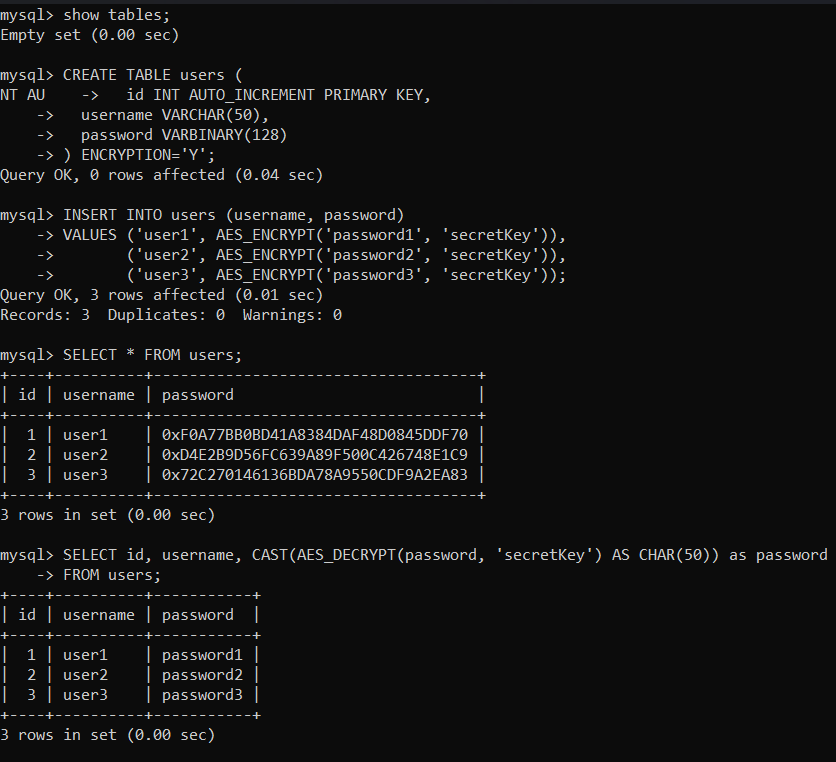 mysql> show tables;
Empty set (0.00 sec)
mysql> CREATE TABLE users (
NT AU    ->   id INT AUTO_INCREMENT PRIMARY KEY,
    ->   username VARCHAR(50),
    ->   password VARBINARY(128)
    -> ) ENCRYPTION='Y';
Query OK, 0 rows affected (0.04 sec)
mysql> INSERT INTO users (username, password)
    -> VALUES ('user1', AES_ENCRYPT('password1', 'secretKey')),
    ->        ('user2', AES_ENCRYPT('password2', 'secretKey')),
    ->        ('user3', AES_ENCRYPT('password3', 'secretKey'));
Query OK, 3 rows affected (0.01 sec)
Records: 3  Duplicates: 0  Warnings: 0
mysql> SELECT * FROM users;
+----+----------+------------------------------------+
| id | username | password                           |
+----+----------+------------------------------------+
|  1 | user1    | 0xF0A77BB0BD41A8384DAF48D0845DDF70 |
|  2 | user2    | 0xD4E2B9D56FC639A89F500C426748E1C9 |
|  3 | user3    | 0x72C270146136BDA78A9550CDF9A2EA83 |
+----+----------+------------------------------------+
3 rows in set (0.00 sec)
mysql> SELECT id, username, CAST(AES_DECRYPT(password, 'secretKey') AS CHAR(50)) as password
    -> FROM users;
+----+----------+-----------+
| id | username | password  |
+----+----------+-----------+
|  1 | user1    | password1 |
|  2 | user2    | password2 |
|  3 | user3    | password3 |
+----+----------+-----------+
3 rows in set (0.00 sec)